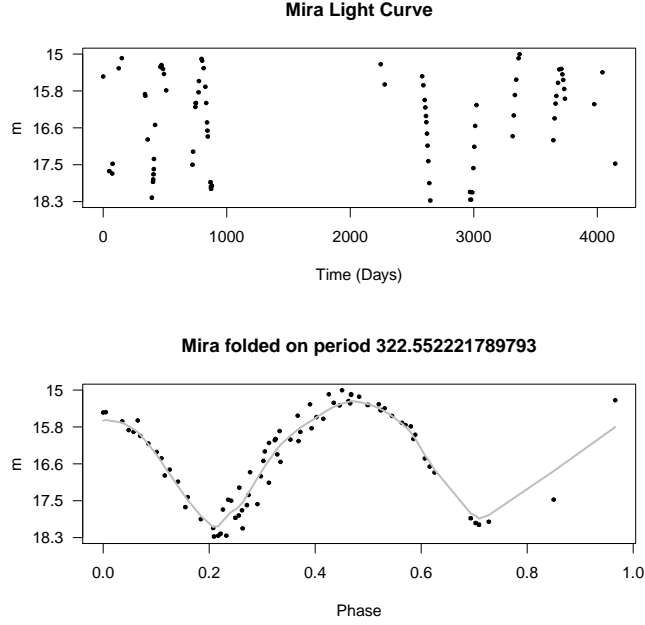 Mira Light Curve
15
15.8
16.6
17.5
18.3
m
0 1000 2000 3000 4000
Time (Days)
Mira folded on period 322.552221789793
15
15.8
16.6
17.5
18.3
m
0.0 0.2 0.4 0.6 0.8 1.0
Phase